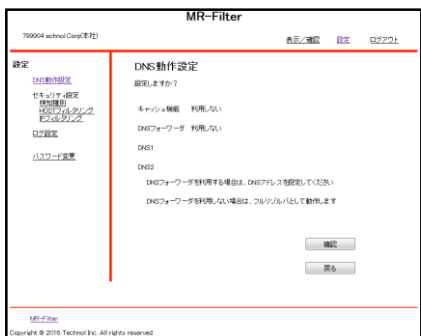 MR-Filter
799904 echnol.Corp(本社)
表示／確認 設定 ログアウト
設定
DNS動作設定
セキュリティ設定
検知種別
HOSTフィルタリング
IPフィルタリング
ログ設定
パスワード変更
DNS動作設定
設定しますか？
キャッシュ機能 利用しない
DNSフォワーダ 利用しない
DNS1
DNS2
DNSフォワーダを利用する場合は、DNSアドレスを設定してください
DNSフォワーダを利用しない場合は、フルリゾルバとして動作します
確認
戻る
MR-Filter
Copyright © 2016 Technol Inc. All rights reserved.